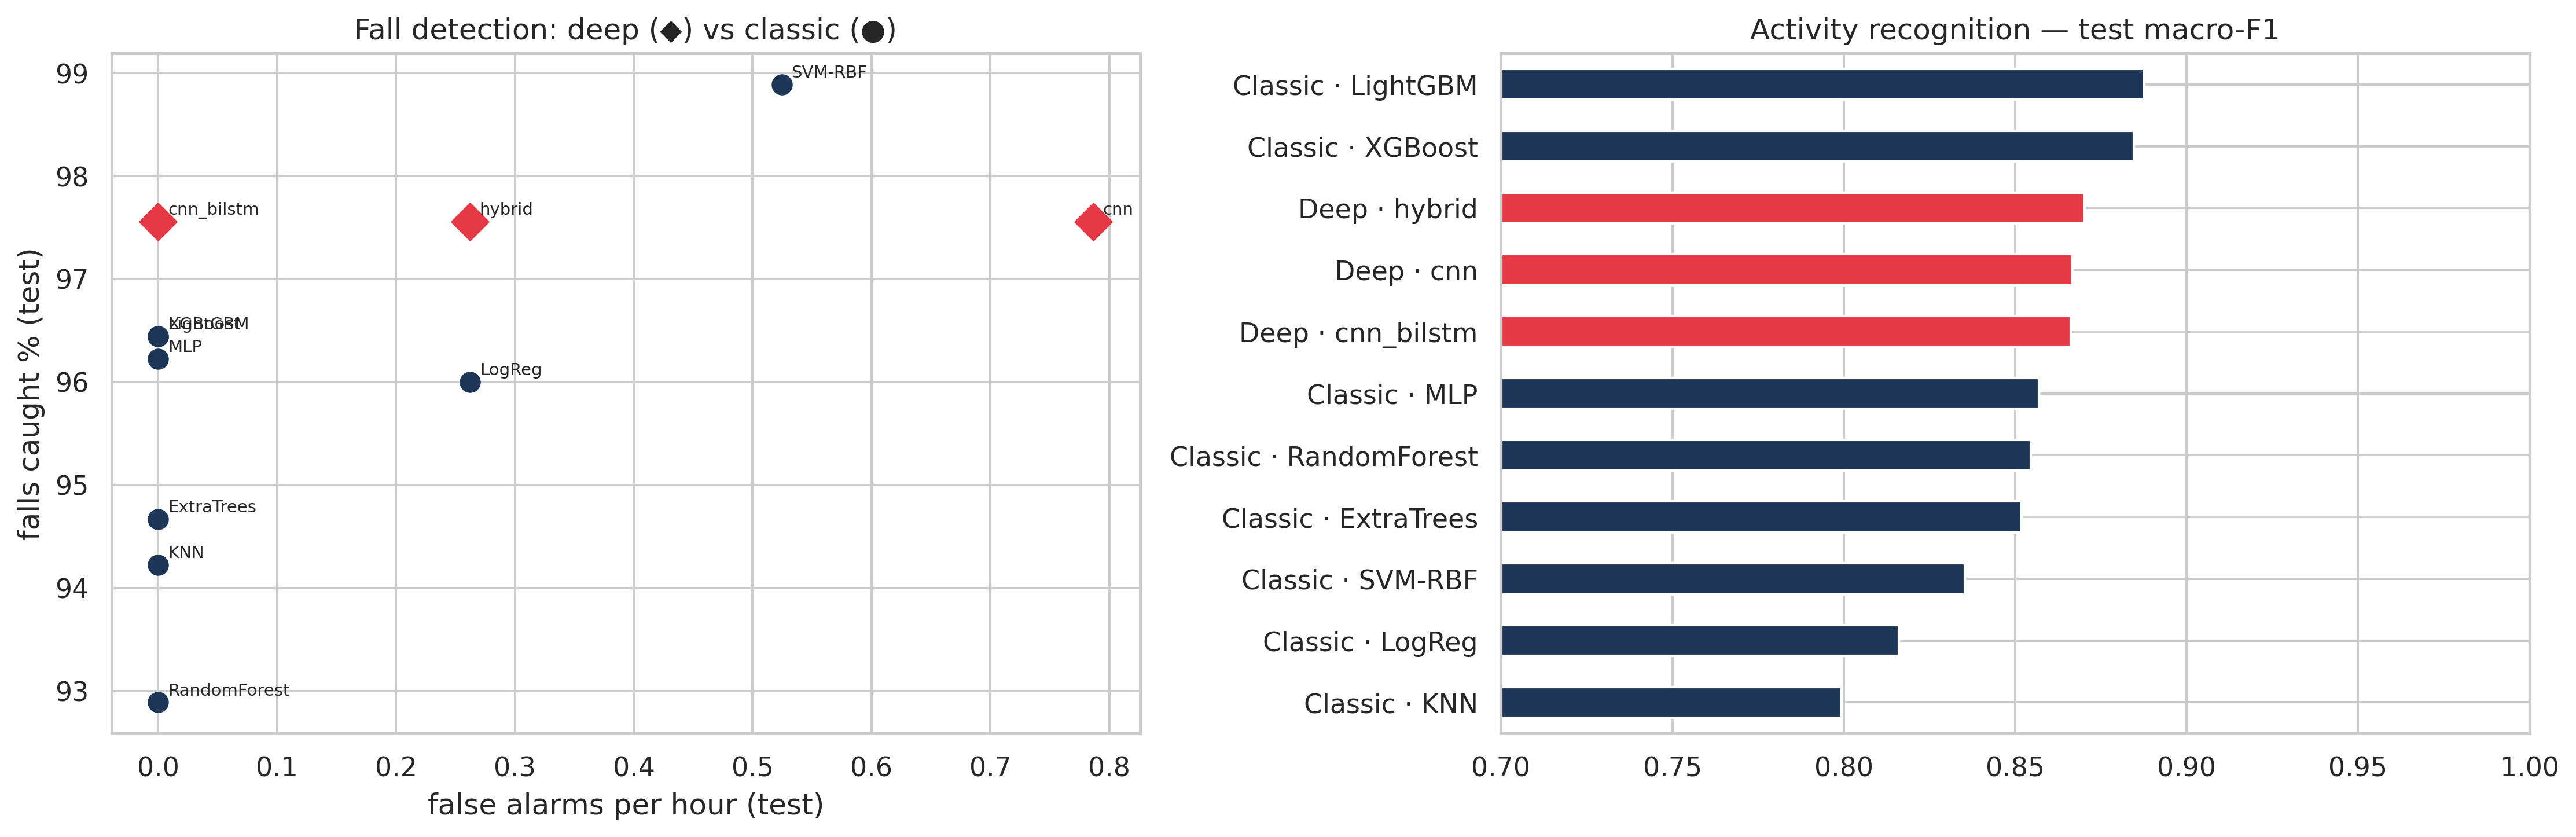 Fall detection: deep (◆) vs classic (●)
99
98
97
96
95
94
93
falls caught % (test)
SVM-RBF
cnn_bilstm
hybrid
cnn
MLP
LogReg
ExtraTrees
KNN
RandomForest
0.0 0.1 0.2 0.3 0.4 0.5 0.6 0.7 0.8
false alarms per hour (test)
Activity recognition — test macro-F1
Classic · LightGBM
Classic · XGBoost
Deep · hybrid
Deep · cnn
Deep · cnn_bilstm
Classic · MLP
Classic · RandomForest
Classic · ExtraTrees
Classic · SVM-RBF
Classic · LogReg
Classic · KNN
0.70 0.75 0.80 0.85 0.90 0.95 1.00